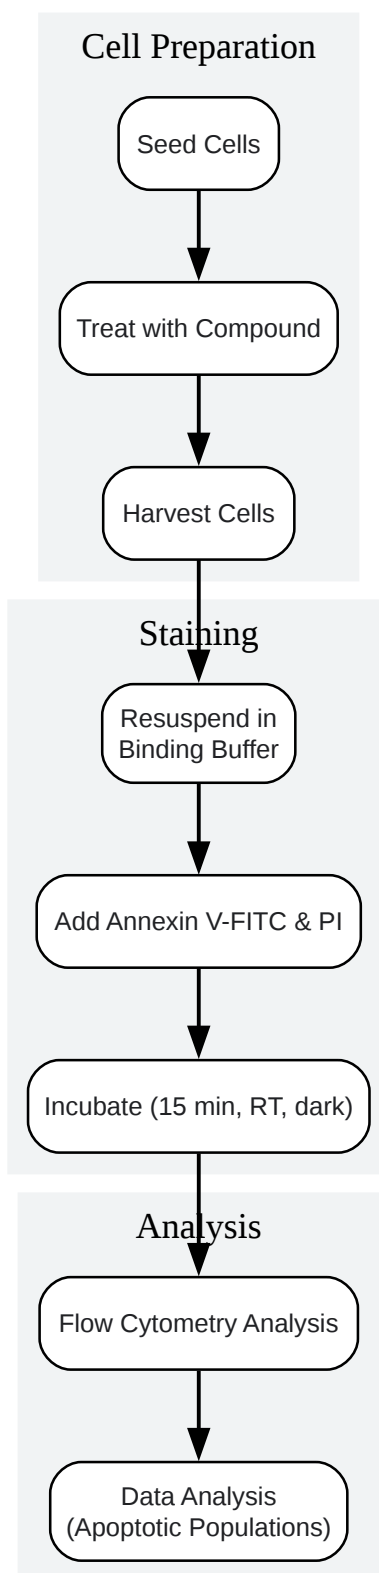 Cell Preparation
Seed Cells
Treat with Compound
Harvest Cells
Staining
Resuspend in
Binding Buffer
Add Annexin V-FITC & PI
Incubate (15 min, RT, dark)
Analysis
Flow Cytometry Analysis
Data Analysis
(Apoptotic Populations)